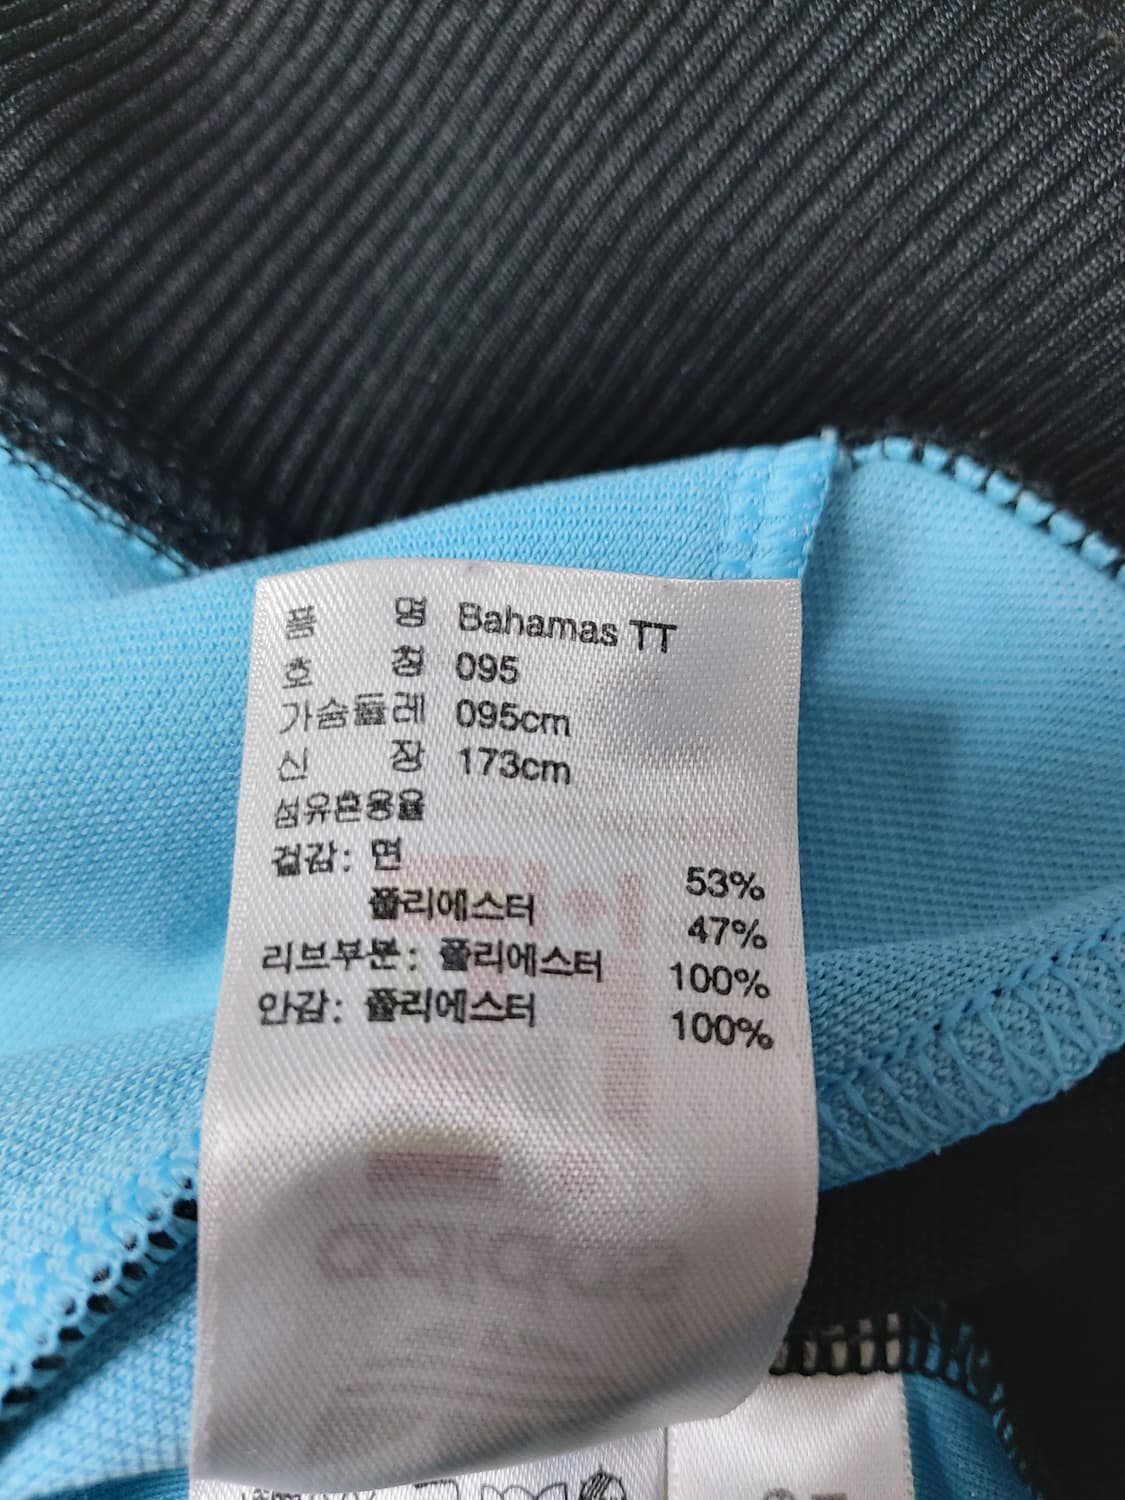 품 명 Bahamas TT
호 칭 095
가슴둘레 095cm
신 장 173cm
섬유혼용율
겉감: 면 53%
폴리에스터 47%
리브부분: 폴리에스터 100%
안감: 폴리에스터 100%
adidas